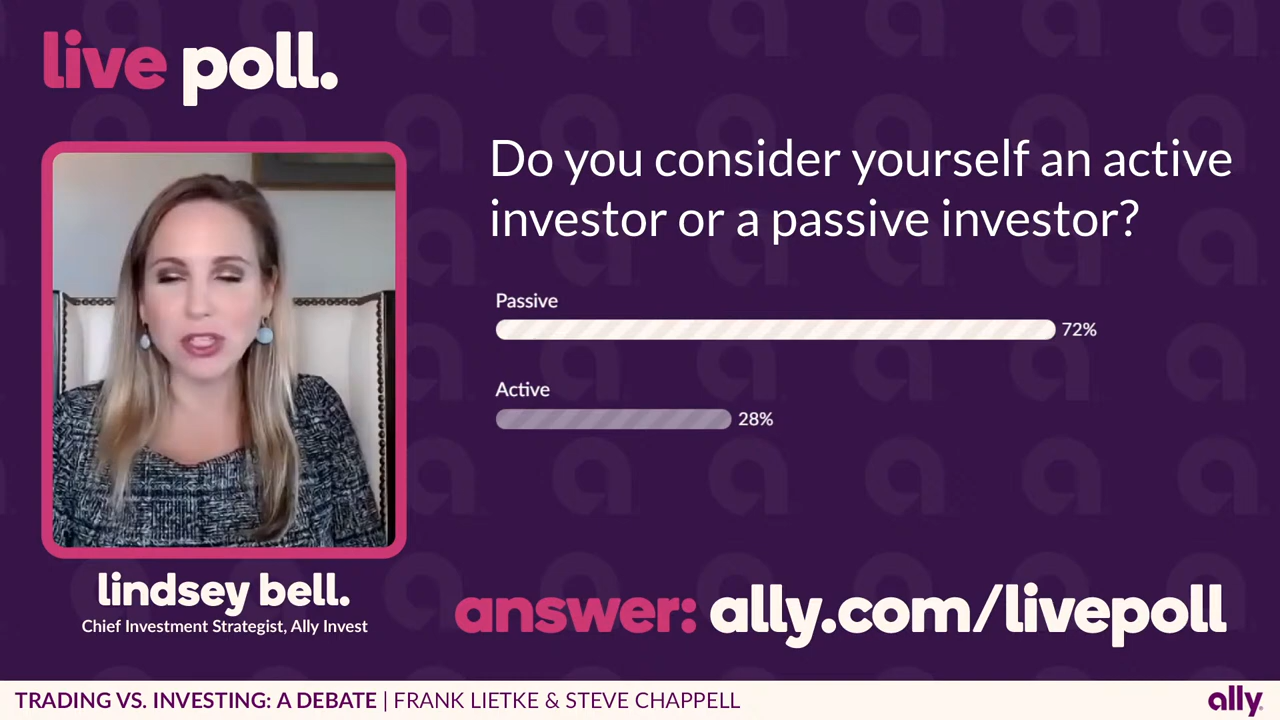 live poll.
Do you consider yourself an active
investor or a passive investor?
Passive
72%
Active
28%
lindsey bell.
Chief Investment Strategist, Ally Invest
answer: ally.com/livepoll
TRADING VS. INVESTING: A DEBATE | FRANK LIETKE & STEVE CHAPPELL
ally.